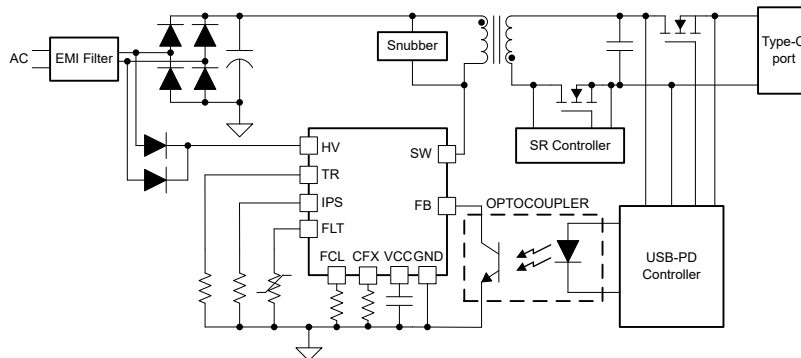 AC
EMI Filter
Snubber
Type-C
port
SR Controller
HV
TR
IPS
FLT
SW
FB
FCL CFX VCC GND
OPTOCOUPLER
USB-PD
Controller